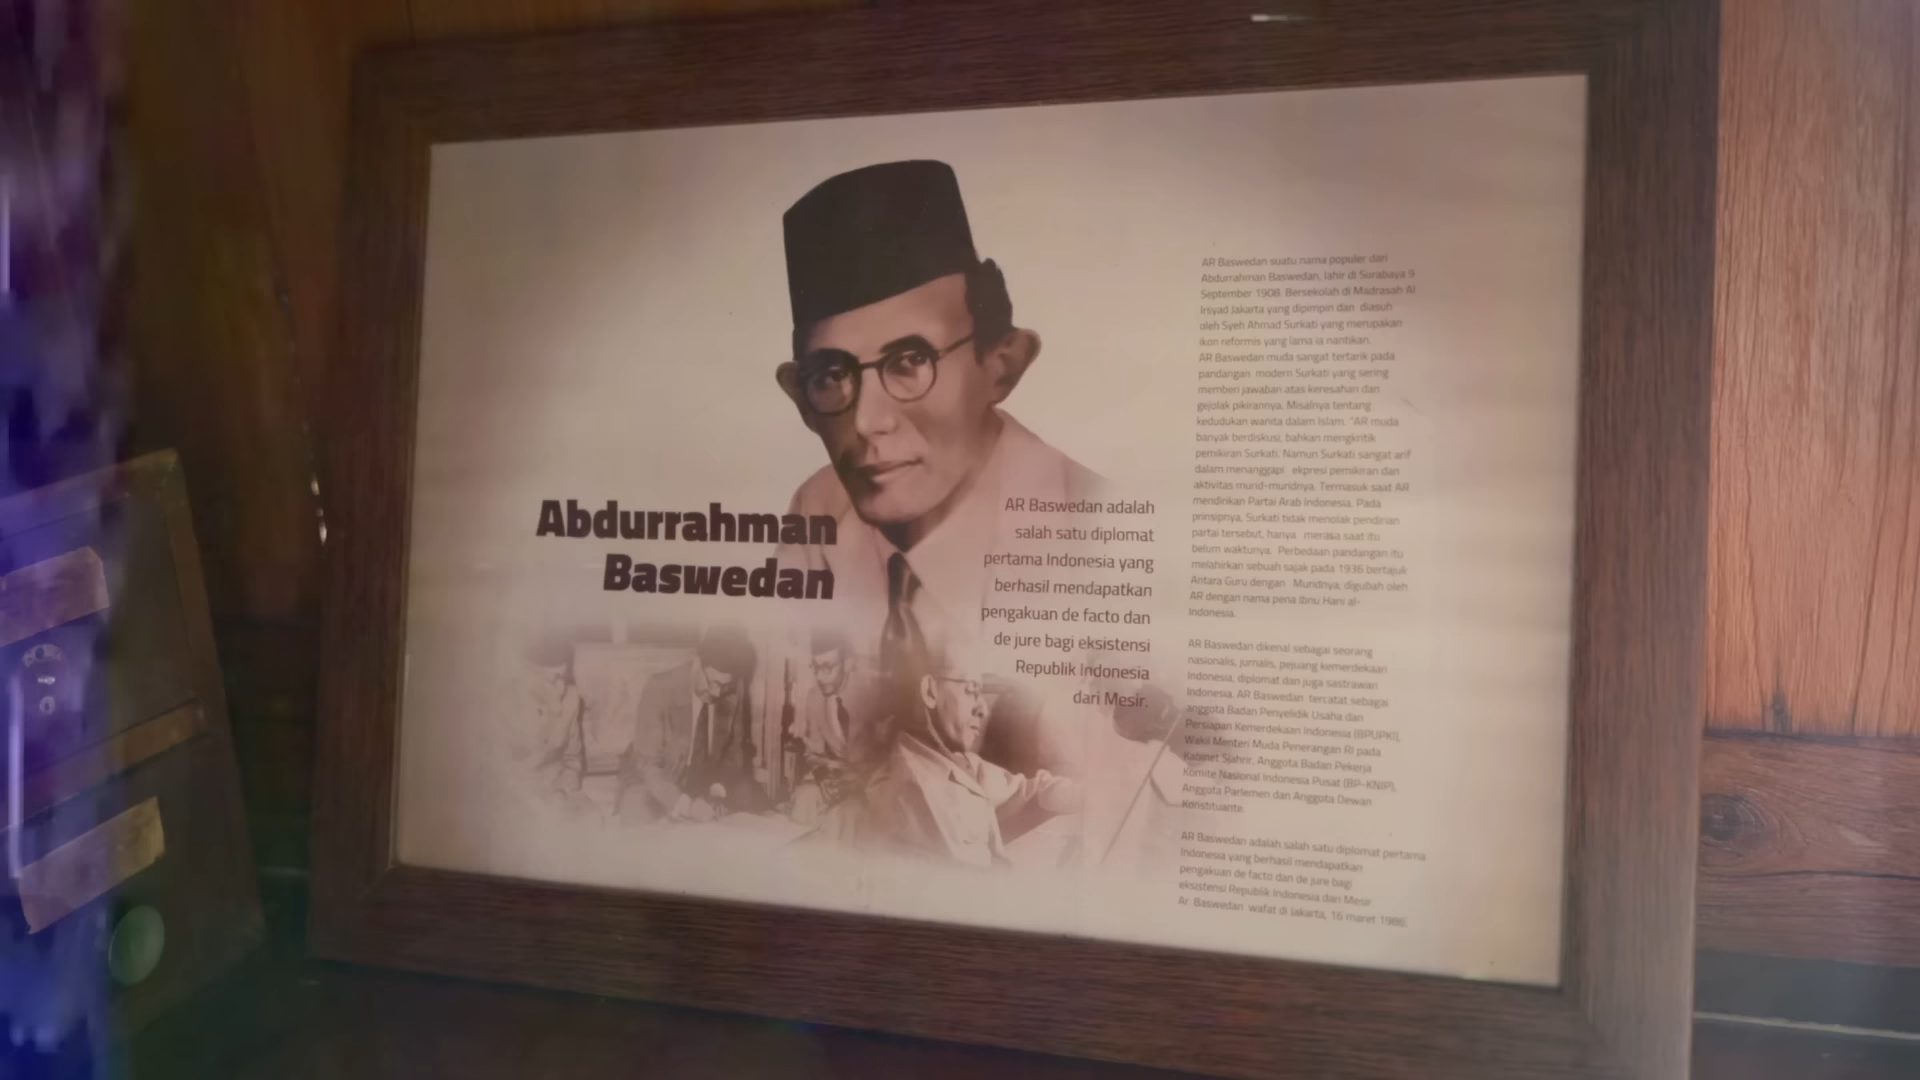 Abdurrahman
Baswedan
AR Baswedan adalah
salah satu diplomat
pertama Indonesia yang
berhasil mendapatkan
pengakuan de facto dan
de jure bagi eksistensi
Republik Indonesia
dari Mesir.
AR Baswedan suatu nama populer dari
Abdurrahman Baswedan, lahir di Surabaya 9
September 1908. Bersekolah di Madrasah Al
Irsyad Jakarta yang dipimpin dan diasuh
oleh Syeh Ahmad Surkati yang merupakan
ikon reformis yang lama ia nantikan.
AR Baswedan muda sangat tertarik pada
pandangan modern Surkati yang sering
memberi jawaban atas keresahan dan
gejolak pikirannya. Misalnya tentang
kedudukan wanita dalam Islam. "AR muda
banyak berdiskusi, bahkan mengkritik
pemikiran Surkati. Namun Surkati sangat arif
dalam menanggapi ekpresi pemikiran dan
aktivitas murid-muridnya. Termasuk saat AR
mendirikan Partai Arab Indonesia. Pada
prinsipnya, Surkati tidak menolak pendirian
partai tersebut, hanya merasa saat itu
belum waktunya. Perbedaan pandangan itu
melahirkan sebuah sajak pada 1936 bertajuk
Antara Guru dengan Muridnya, digubah oleh
AR dengan nama pena Ibnu Hani al-
Indonesia.
AR Baswedan dikenal sebagai seorang
nasionalis, jurnalis, pejuang kemerdekaan
Indonesia, diplomat dan juga sastrawan
Indonesia. AR Baswedan tercatat sebagai
anggota Badan Penyelidik Usaha dan
Persiapan Kemerdekaan Indonesia (BPUPKI),
Wakil Menteri Muda Penerangan RI pada
Kabinet Sjahrir, Anggota Badan Pekerja
Komite Nasional Indonesia Pusat (BP-KNIP),
Anggota Parlemen dan Anggota Dewan
Konstituante.
AR Baswedan adalah salah satu diplomat pertama
Indonesia yang berhasil mendapatkan
pengakuan de facto dan de jure bagi
eksistensi Republik Indonesia dari Mesir
Ar. Baswedan wafat di Jakarta, 16 maret 1986.